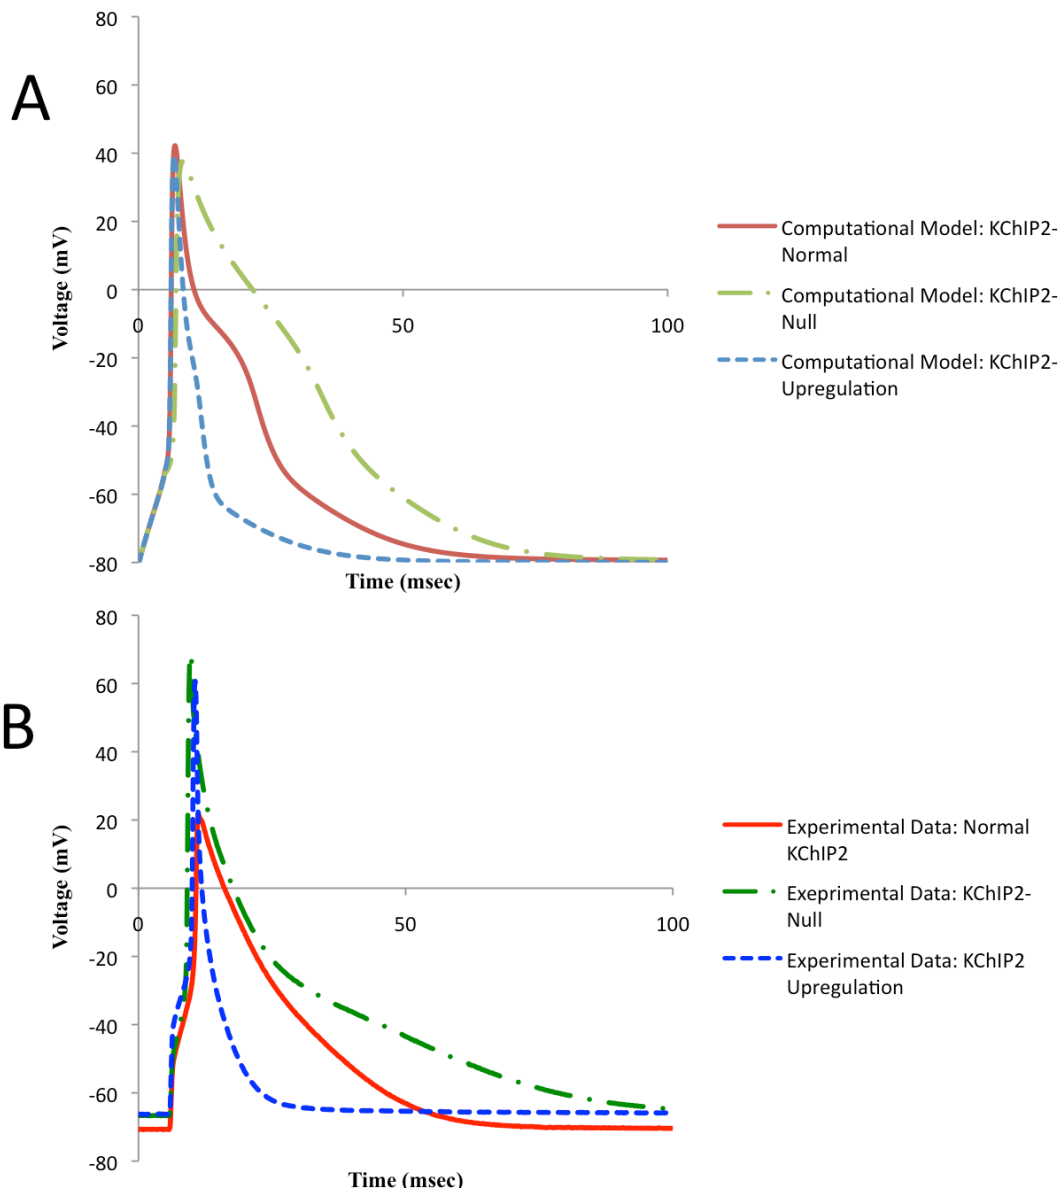 A
80
60
40
20
0
-20
-40
-60
-80
Voltage (mV)
0
50
100
Time (msec)
Computational Model: KChIP2-
Normal
Computational Model: KChIP2-
Null
Computational Model: KChIP2-
Upregulation
B
80
60
40
20
0
-20
-40
-60
-80
Voltage (mV)
0
50
100
Time (msec)
Experimental Data: Normal
KChIP2
Exeprimental Data: KChIP2-
Null
Experimental Data: KChIP2
Upregulation